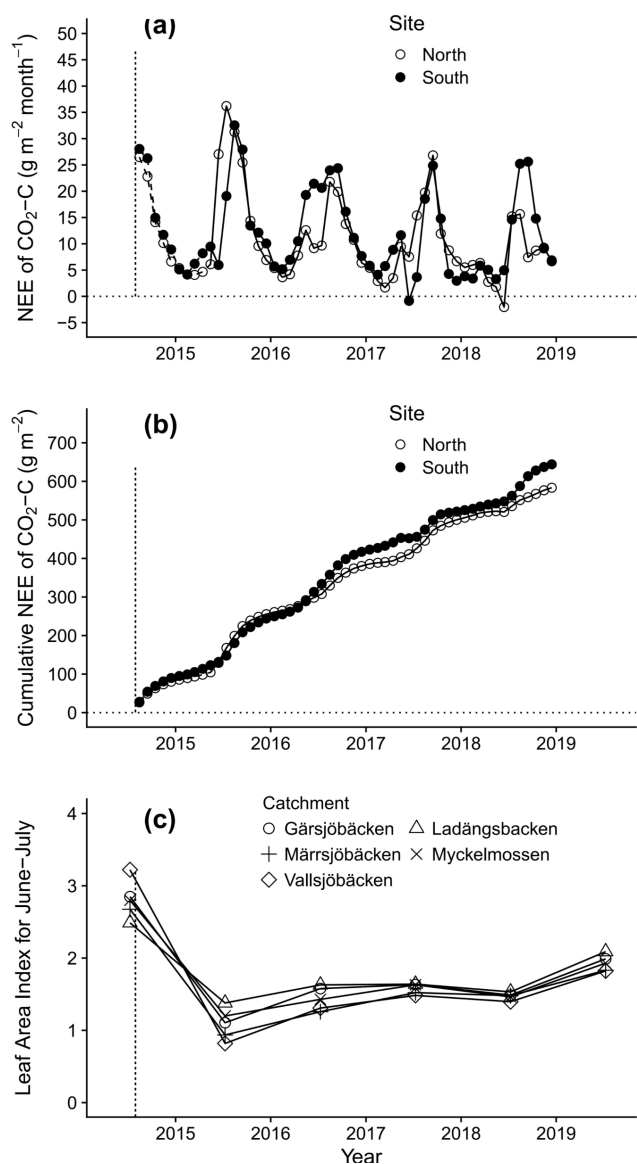 (a)
Site
North
South
NEE of CO₂−C (g m⁻² month⁻¹)
50
45
40
35
30
25
20
15
10
5
0
−5
2015 2016 2017 2018 2019
(b)
Site
North
South
Cumulative NEE of CO₂−C (g m⁻²)
700
600
500
400
300
200
100
0
2015 2016 2017 2018 2019
(c)
Catchment
Gärsjöbäcken Ladängsbacken
Märrsjöbäcken Myckelmossen
Vallsjöbäcken
Leaf Area Index for June−July
4
3
2
1
0
2015 2016 2017 2018 2019
Year